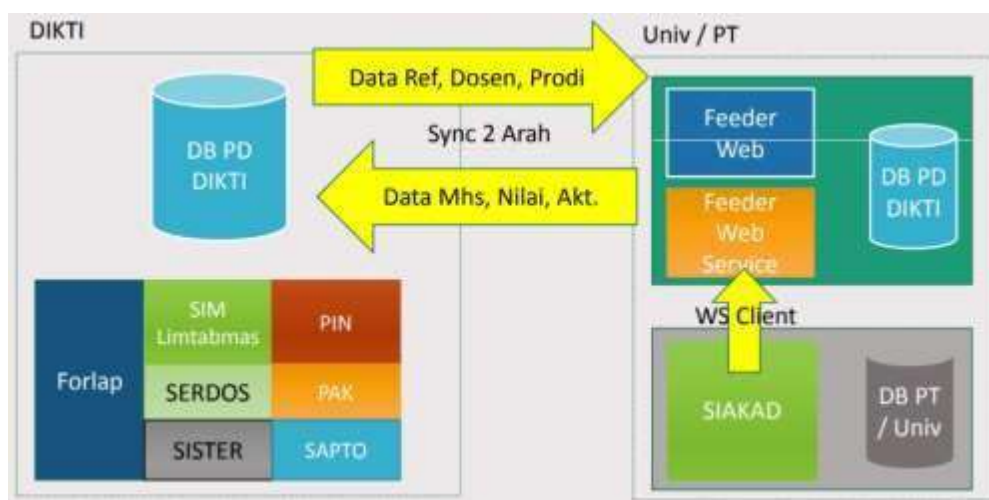 DIKTI
Univ / PT
Data Ref, Dosen, Prodi
Sync 2 Arah
Data Mhs, Nilai, Akt.
DB PD
DIKTI
Feeder
Web
Feeder
Web
Service
DB PD
DIKTI
WS Client
SIAKAD
DB PT
/ Univ
Forlap
SIM
Limtabmas
PIN
SERDOS
PAK
SISTER
SAPTO